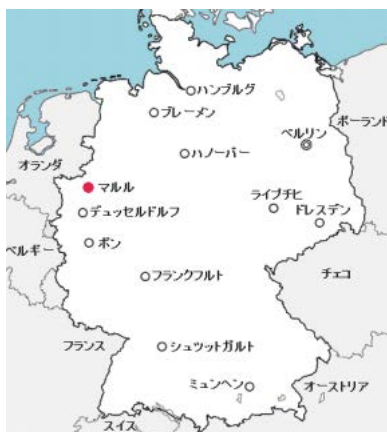 ハンブルグ
ブレーメン
ポーランド
ベルリン
ハノーバー
オランダ
マルル
ライプチヒ
デュッセルドルフ
ドレスデン
ベルギー
ボン
フランクフルト
チェコ
フランス
シュツットガルト
ミュンヘン
オーストリア
スイス